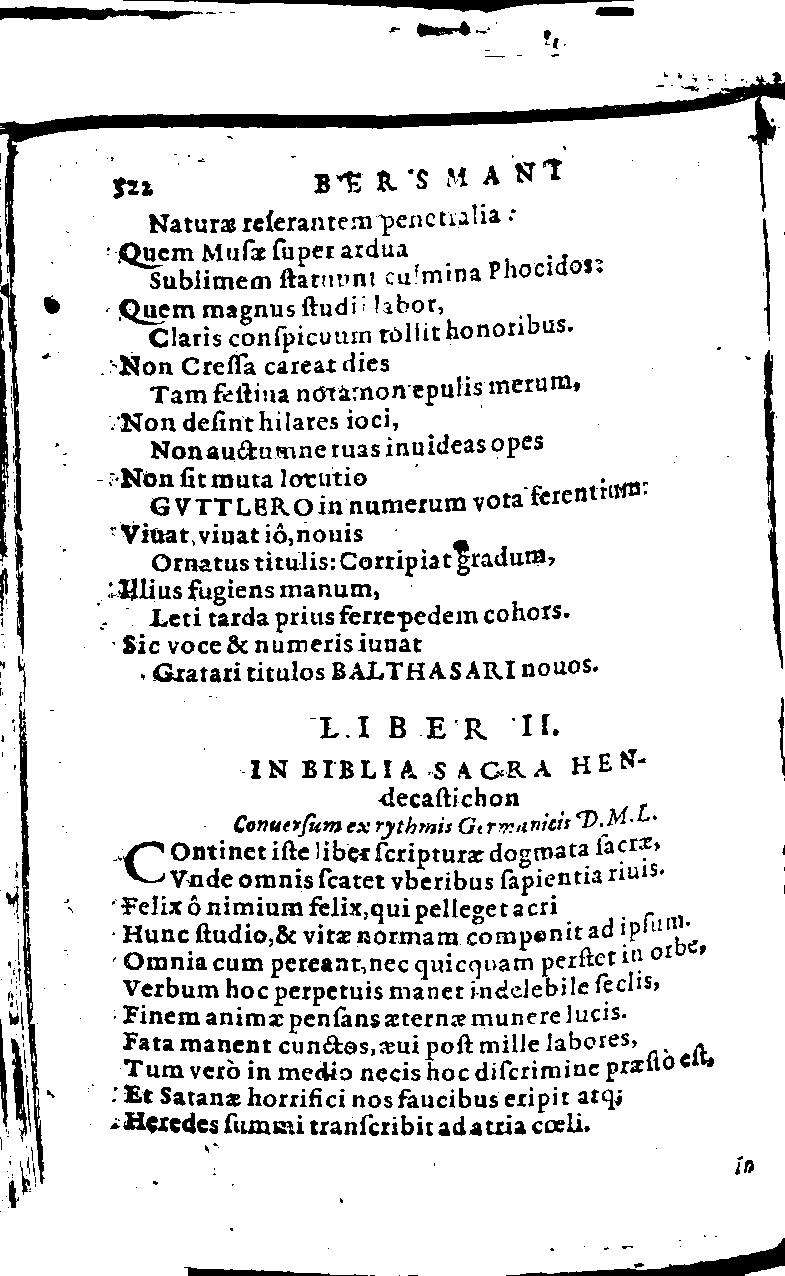 522 BERSMANI
Naturæ reſerantem penetralia:
Quem Muſæ ſuper ardua
Sublimem ſtatuunt culmina Phocidos:
Quem magnus ſtudii labor,
Claris conſpicuum tollit honoribus.
Non Creſſa careat dies
Tam feſtina nota: non epulis merum,
Non deſint hilares ioci,
Non auctumne tuas inuideas opes
Non ſit muta locutio
GVTTLERO in numerum vota ferentium:
Viuat, viuat iô, nouis
Ornatus titulis: Corripiat gradum,
Illius fugiens manum,
Leti tarda prius ferre pedem cohors.
Sic voce & numeris iuuat
Gratari titulos BALTHASARI nouos.
LIBER II.
IN BIBLIA SACRA HEN-
decaſtichon
Conuerſum ex rythmis Germanicis D.M.L.
COntinet iſte liber ſcripturæ dogmata ſacræ,
Vnde omnis ſcatet vberibus ſapientia riuis.
Felix ô nimium felix, qui pelleget acri
Hunc ſtudio, & vitæ normam componit ad ipſum.
Omnia cum pereant, nec quicquam perſtet in orbe,
Verbum hoc perpetuis manet indelebile ſeclis,
Finem animæ penſans æternæ munere lucis.
Fata manent cunctos, æui poſt mille labores,
Tum verò in medio necis hoc diſcrimine præſtò eſt,
Et Satanæ horrifici nos faucibus eripit atq;
Heredes ſummi tranſcribit ad atria cœli.
in